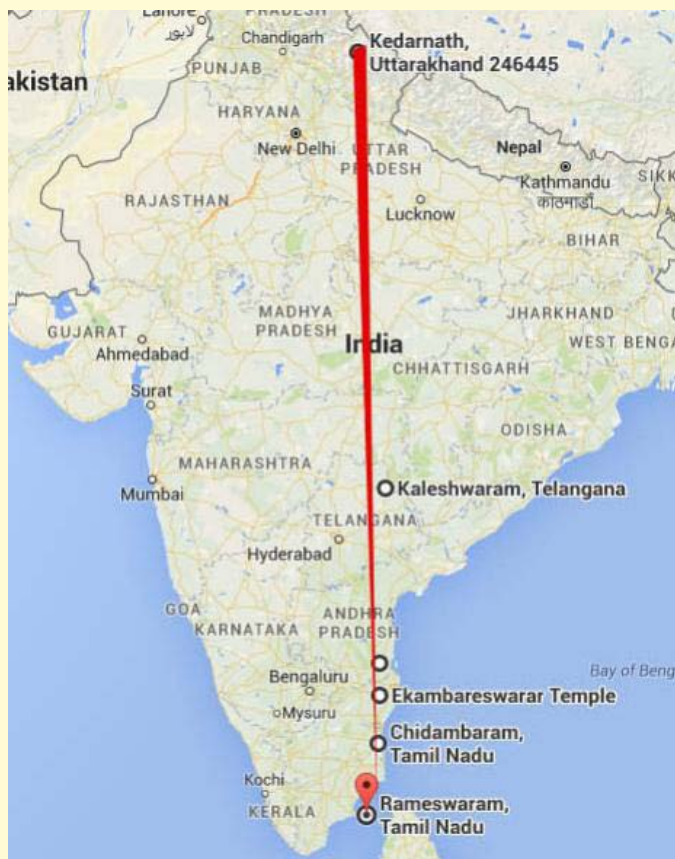 PRADESH
Lahore
لاہور
Chandigarh
Kedarnath,
Uttarakhand 246445
PUNJAB
akistan
HARYANA
New Delhi
UTTAR
PRADESH
Nepal
Kathmandu
काठमाडौं
SIKK
RAJASTHAN
Lucknow
BIHAR
MADHYA
PRADESH
JHARKHAND
GUJARAT
India
WEST BENGA
Ahmedabad
CHHATTISGARH
Surat
ODISHA
MAHARASHTRA
Mumbai
Kaleshwaram, Telangana
TELANGANA
Hyderabad
GOA
KARNATAKA
ANDHRA
PRADESH
Bay of Beng
Bengaluru
Ekambareswarar Temple
Mysuru
Chidambaram,
Tamil Nadu
Kochi
KERALA
Rameswaram,
Tamil Nadu